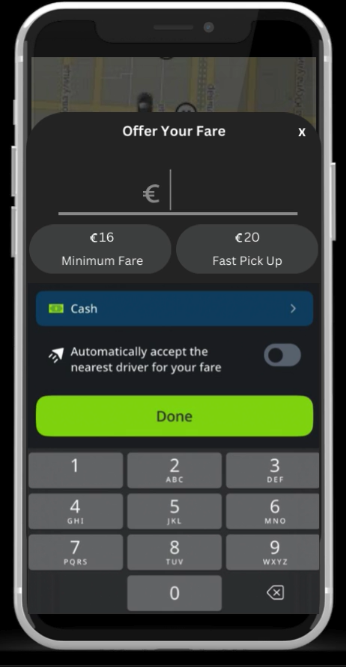 Offer Your Fare
x
€
€16
Minimum Fare
€20
Fast Pick Up
Cash
Automatically accept the
nearest driver for your fare
Done
1
2
ABC
3
DEF
4
GHI
5
JKL
6
MNO
7
PQRS
8
TUV
9
WXYZ
0